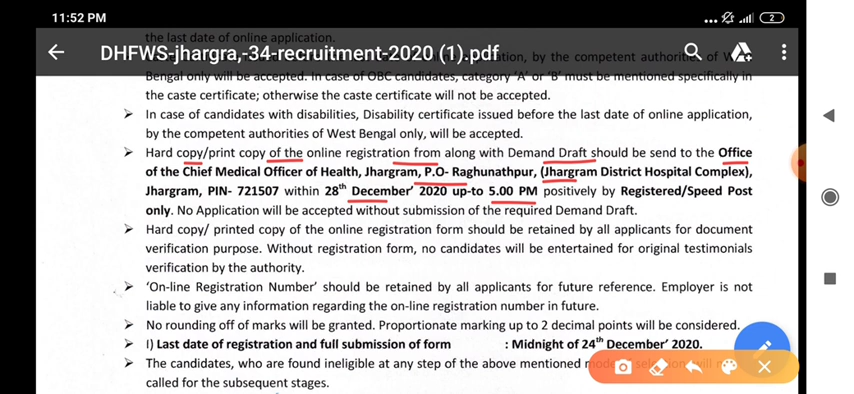 11:52 PM
2
the last date of online application.
DHFWS-jhargra,-34-recruitment-2020 (1).pdf
by the competent authorities of W
Bengal only will be accepted. In case of OBC candidates, category 'A' or 'B' must be mentioned specifically in
the caste certificate; otherwise the caste certificate will not be accepted.
➤ In case of candidates with disabilities, Disability certificate issued before the last date of online application,
by the competent authorities of West Bengal only, will be accepted.
➤ Hard copy/print copy of the online registration from along with Demand Draft should be send to the Office
of the Chief Medical Officer of Health, Jhargram, P.O- Raghunathpur, (Jhargram District Hospital Complex),
Jhargram, PIN- 721507 within 28th December' 2020 up-to 5.00 PM positively by Registered/Speed Post
only. No Application will be accepted without submission of the required Demand Draft.
➤ Hard copy/ printed copy of the online registration form should be retained by all applicants for document
verification purpose. Without registration form, no candidates will be entertained for original testimonials
verification by the authority.
➤ 'On-line Registration Number' should be retained by all applicants for future reference. Employer is not
liable to give any information regarding the on-line registration number in future.
➤ No rounding off of marks will be granted. Proportionate marking up to 2 decimal points will be considered.
➤ I) Last date of registration and full submission of form : Midnight of 24th December' 2020.
➤ The candidates, who are found ineligible at any step of the above mentioned
called for the subsequent stages.